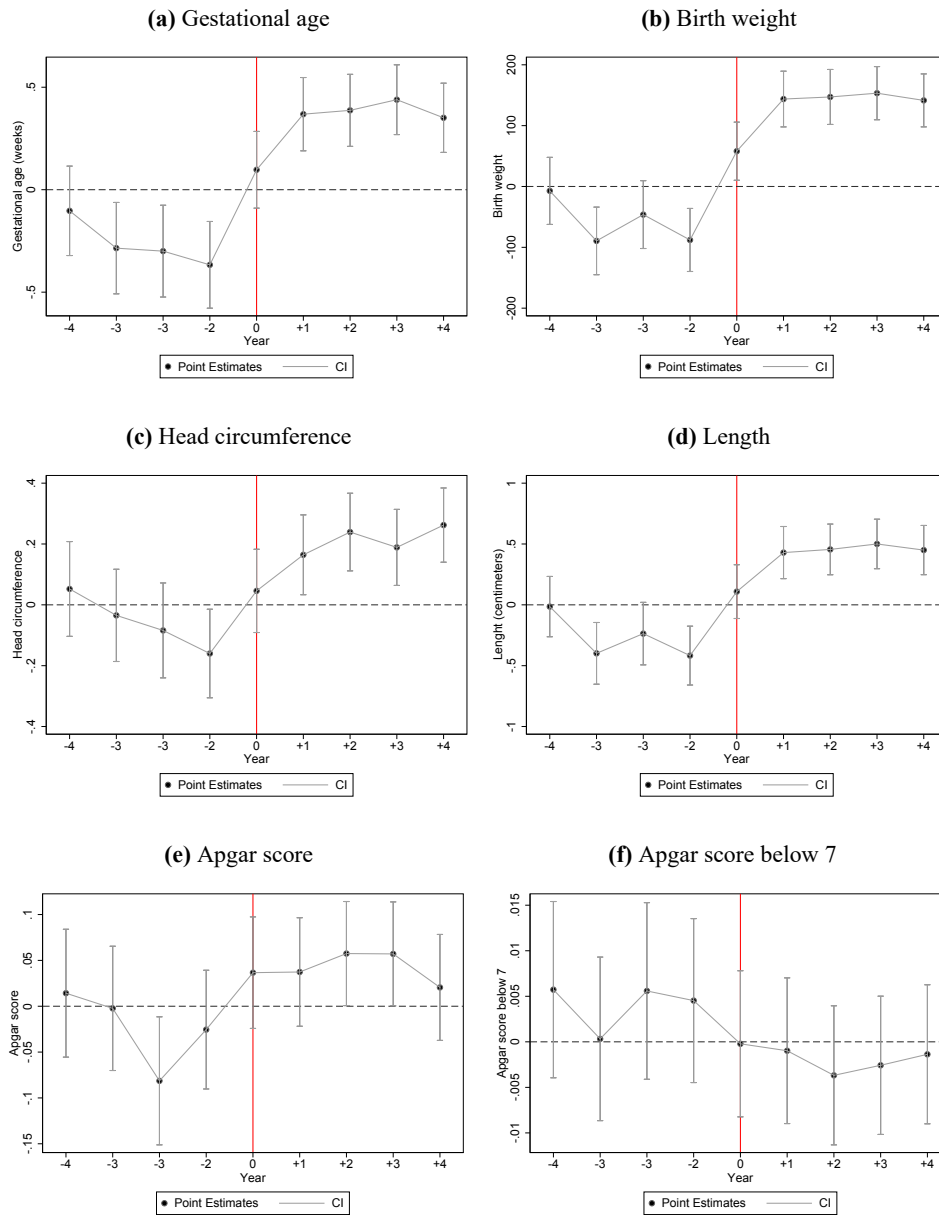 (a) Gestational age
Gestational age (weeks)
.5
0
-.5
-4 -3 -3 -2 0 +1 +2 +3 +4
Year
Point Estimates CI
(b) Birth weight
Birth weight
200
100
0
-100
-200
-4 -3 -3 -2 0 +1 +2 +3 +4
Year
Point Estimates CI
(c) Head circumference
Head circumference
.4
.2
0
-.2
-.4
-4 -3 -3 -2 0 +1 +2 +3 +4
Year
Point Estimates CI
(d) Length
Lenght (centimeters)
1
.5
0
-.5
-1
-4 -3 -3 -2 0 +1 +2 +3 +4
Year
Point Estimates CI
(e) Apgar score
Apgar score
.1
.05
0
-.05
-.1
-.15
-4 -3 -3 -2 0 +1 +2 +3 +4
Year
Point Estimates CI
(f) Apgar score below 7
Apgar score below 7
.015
.01
.005
0
-.005
-.01
-4 -3 -3 -2 0 +1 +2 +3 +4
Year
Point Estimates CI